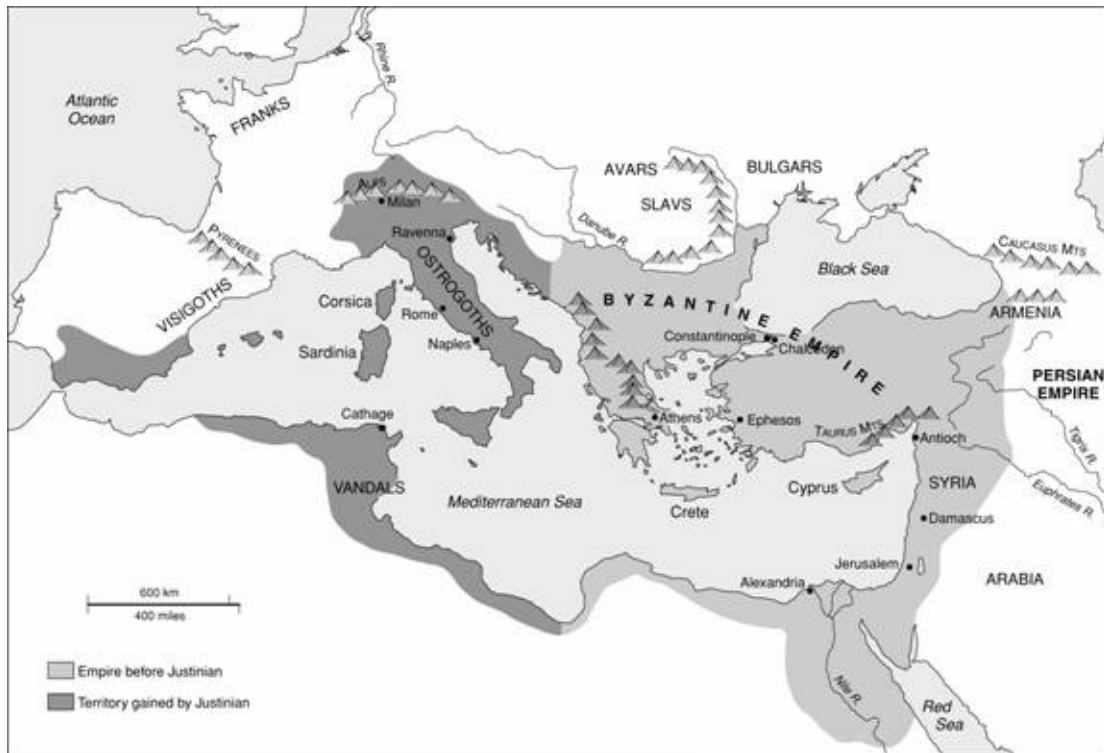 Atlantic
Ocean
FRANKS
Rhine R.
AVARS
BULGARS
SLAVS
ALPS
Milan
Danube R.
Ravenna
PYRENEES
CAUCASUS MTS
Black Sea
VISIGOTHS
OSTROGOTHS
Corsica
Rome
BYZANTINE EMPIRE
ARMENIA
Constantinople
Chalcedon
Sardinia
Naples
PERSIAN
EMPIRE
Cathage
Athens
Ephesos
TAURUS MTS
Antioch
Tigris R.
VANDALS
Mediterranean Sea
Cyprus
SYRIA
Euphrates R.
Crete
Damascus
Jerusalem
Alexandria
ARABIA
600 km
400 miles
Nile R.
Red
Sea
Empire before Justinian
Territory gained by Justinian